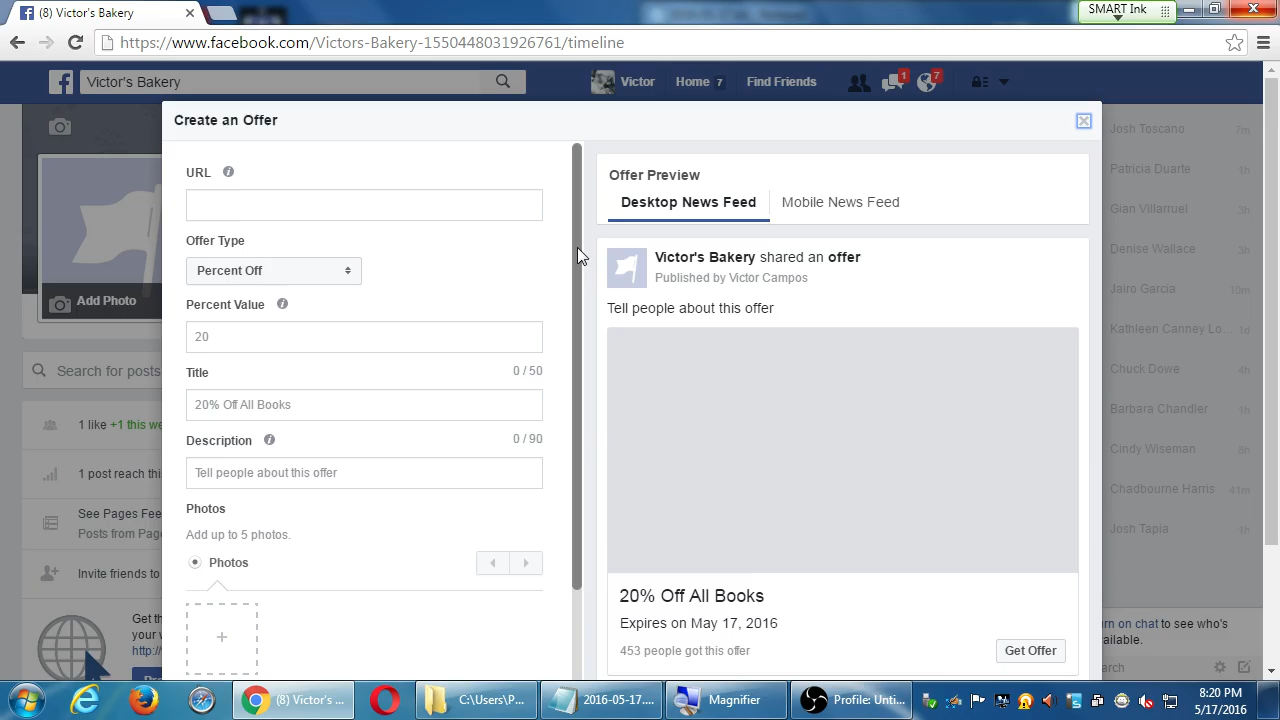 (8) Victor's Bakery
SMART Ink
https://www.facebook.com/Victors-Bakery-1550448031926761/timeline
Victor's Bakery
Victor
Home 7
Find Friends
1
7
Create an Offer
URL
Offer Type
Percent Off
Percent Value
20
Title
0 / 50
20% Off All Books
Description
0 / 90
Tell people about this offer
Photos
Add up to 5 photos.
Photos
+
Offer Preview
Desktop News Feed
Mobile News Feed
Victor's Bakery shared an offer
Published by Victor Campos
Tell people about this offer
20% Off All Books
Expires on May 17, 2016
453 people got this offer
Get Offer
Add Photo
Search for posts
1 like +1 this we
1 post reach thi
See Pages Fee
Posts from Page
Invite friends to
Get th
your v
http://
Josh Toscano 7m
Patricia Duarte 1h
Gian Villarruel 3h
Denise Wallace 3h
Jairo Garcia 10m
Kathleen Canney Lo... 1d
Chuck Dowe 4h
Barbara Chandler 1h
Cindy Wiseman 8h
Chadbourne Harris 41m
Josh Tapia 1h
urn on chat to see who's
vailable.
earch
(8) Victor's ...
C:\Users\P...
2016-05-17....
Magnifier
Profile: Unti...
8:20 PM
5/17/2016